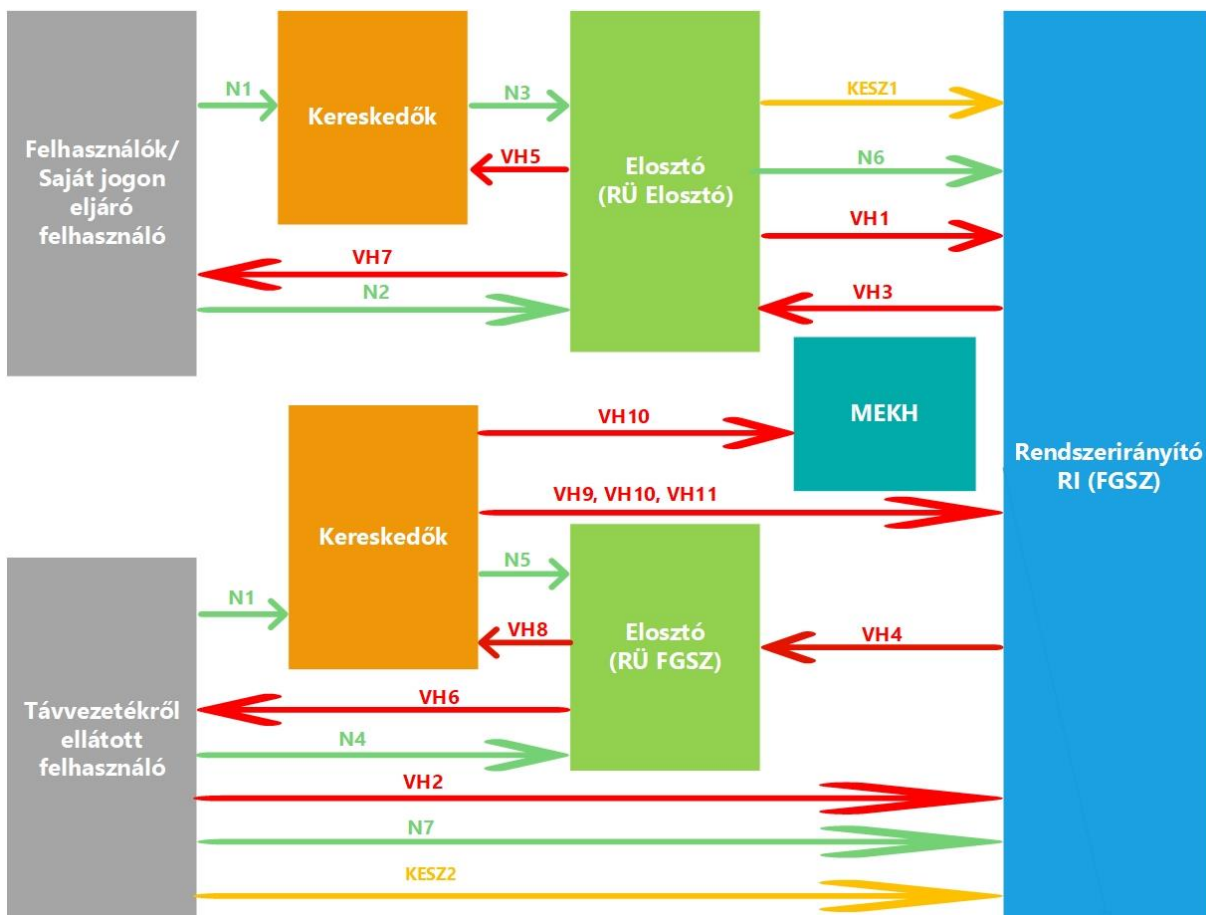 N1
N3
KESZ1
Kereskedők
Felhasználók/
Saját jogon
eljáró
felhasználó
VH5
Elosztó
(RÜ Elosztó)
N6
VH1
VH7
N2
VH3
MEKH
VH10
Rendszerirányító
RI (FGSZ)
VH9, VH10, VH11
Kereskedők
N5
N1
VH8
Elosztó
(RÜ FGSZ)
VH4
Távvezetékről
ellátott
felhasználó
VH6
N4
VH2
N7
KESZ2